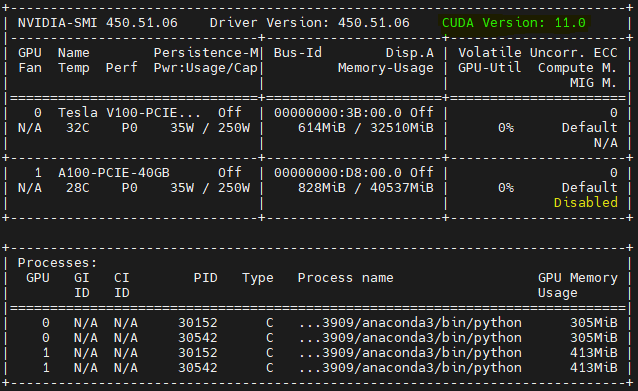 NVIDIA-SMI 450.51.06 Driver Version: 450.51.06 CUDA Version: 11.0
GPU Name Persistence-M| Bus-Id Disp.A | Volatile Uncorr. ECC
Fan Temp Perf Pwr:Usage/Cap| Memory-Usage | GPU-Util Compute M.
MIG M.
0 Tesla V100-PCIE... Off | 00000000:3B:00.0 Off | 0
N/A 32C P0 35W / 250W | 614MiB / 32510MiB | 0% Default
N/A
1 A100-PCIE-40GB Off | 00000000:D8:00.0 Off | 0
N/A 28C P0 35W / 250W | 828MiB / 40537MiB | 0% Default
Disabled
Processes:
GPU GI CI PID Type Process name GPU Memory
ID ID Usage
0 N/A N/A 30152 C ...3909/anaconda3/bin/python 305MiB
0 N/A N/A 30542 C ...3909/anaconda3/bin/python 305MiB
1 N/A N/A 30152 C ...3909/anaconda3/bin/python 413MiB
1 N/A N/A 30542 C ...3909/anaconda3/bin/python 413MiB